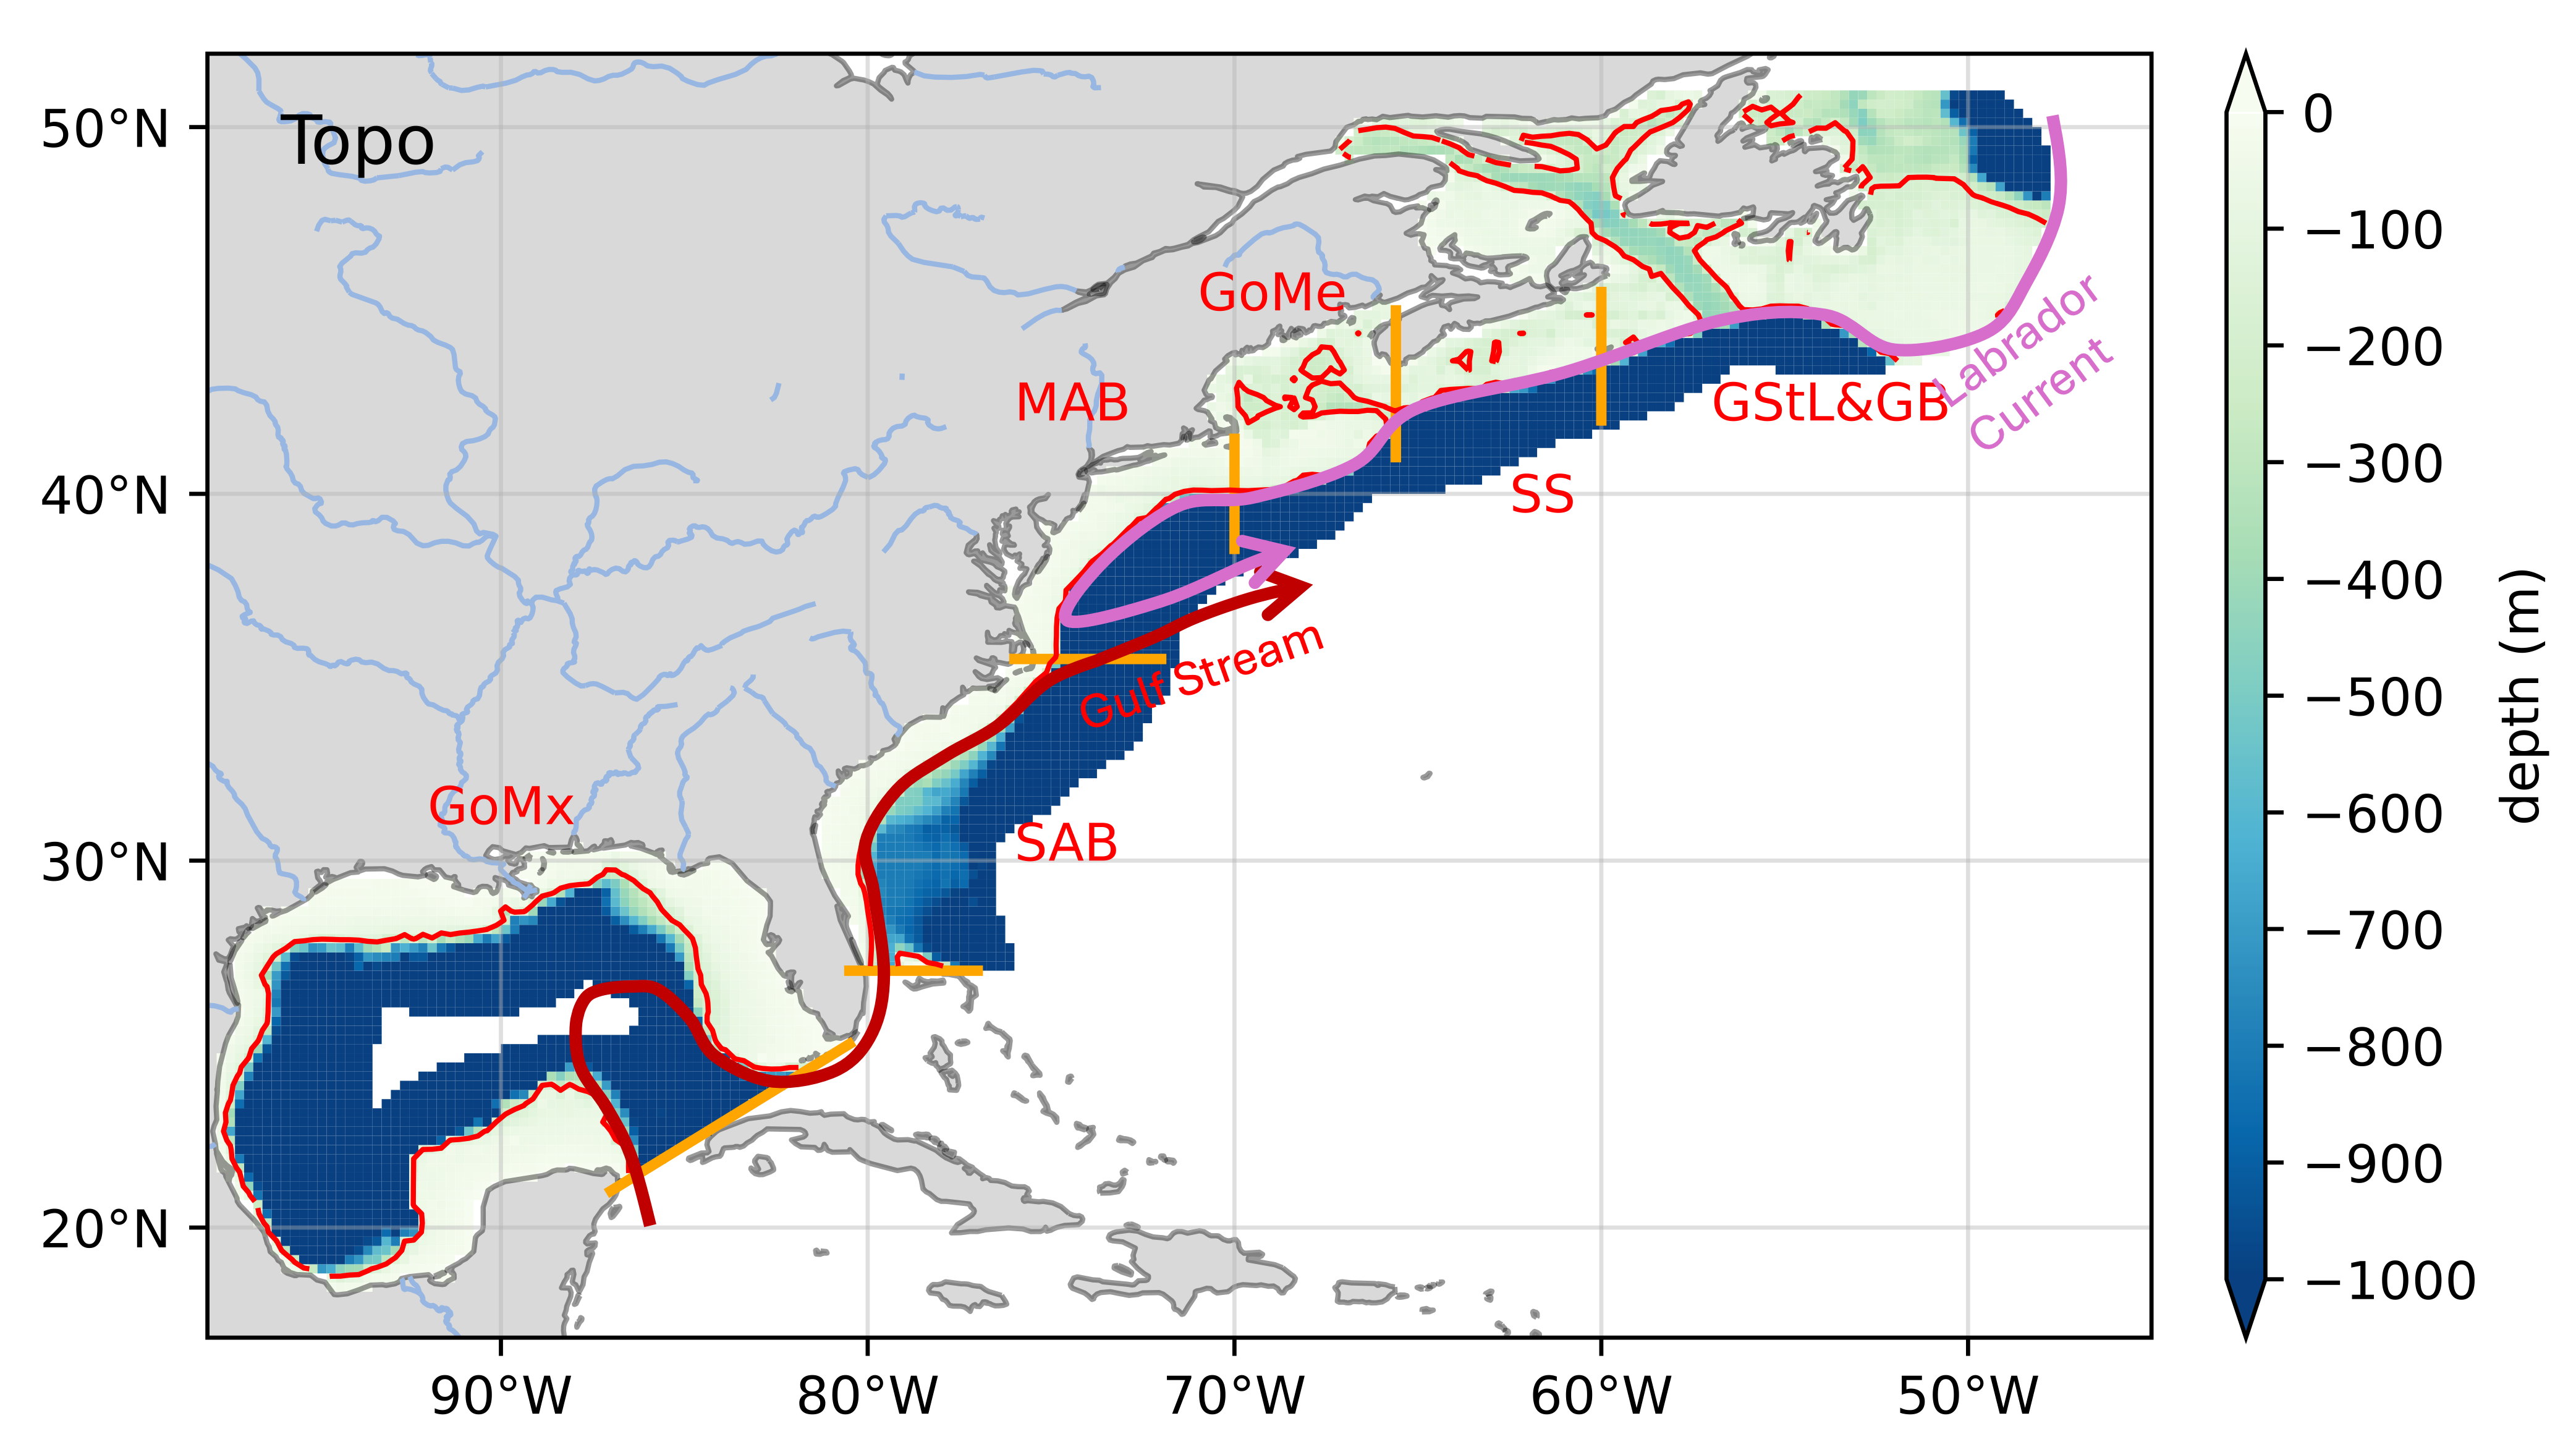 Topo
50°N
40°N
30°N
20°N
90°W
80°W
70°W
60°W
50°W
GoMe
MAB
GStL&GB
Labrador
Current
SS
Gulf Stream
SAB
GoMx
0
−100
−200
−300
−400
−500
−600
−700
−800
−900
−1000
depth (m)